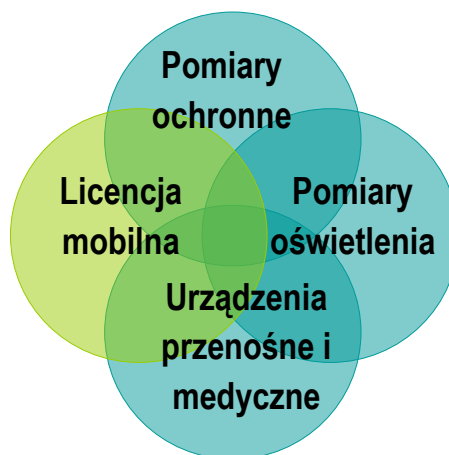 Pomiary
ochronne
Licencja
mobilna
Pomiary
oświetlenia
Urządzenia
przenośne i
medyczne